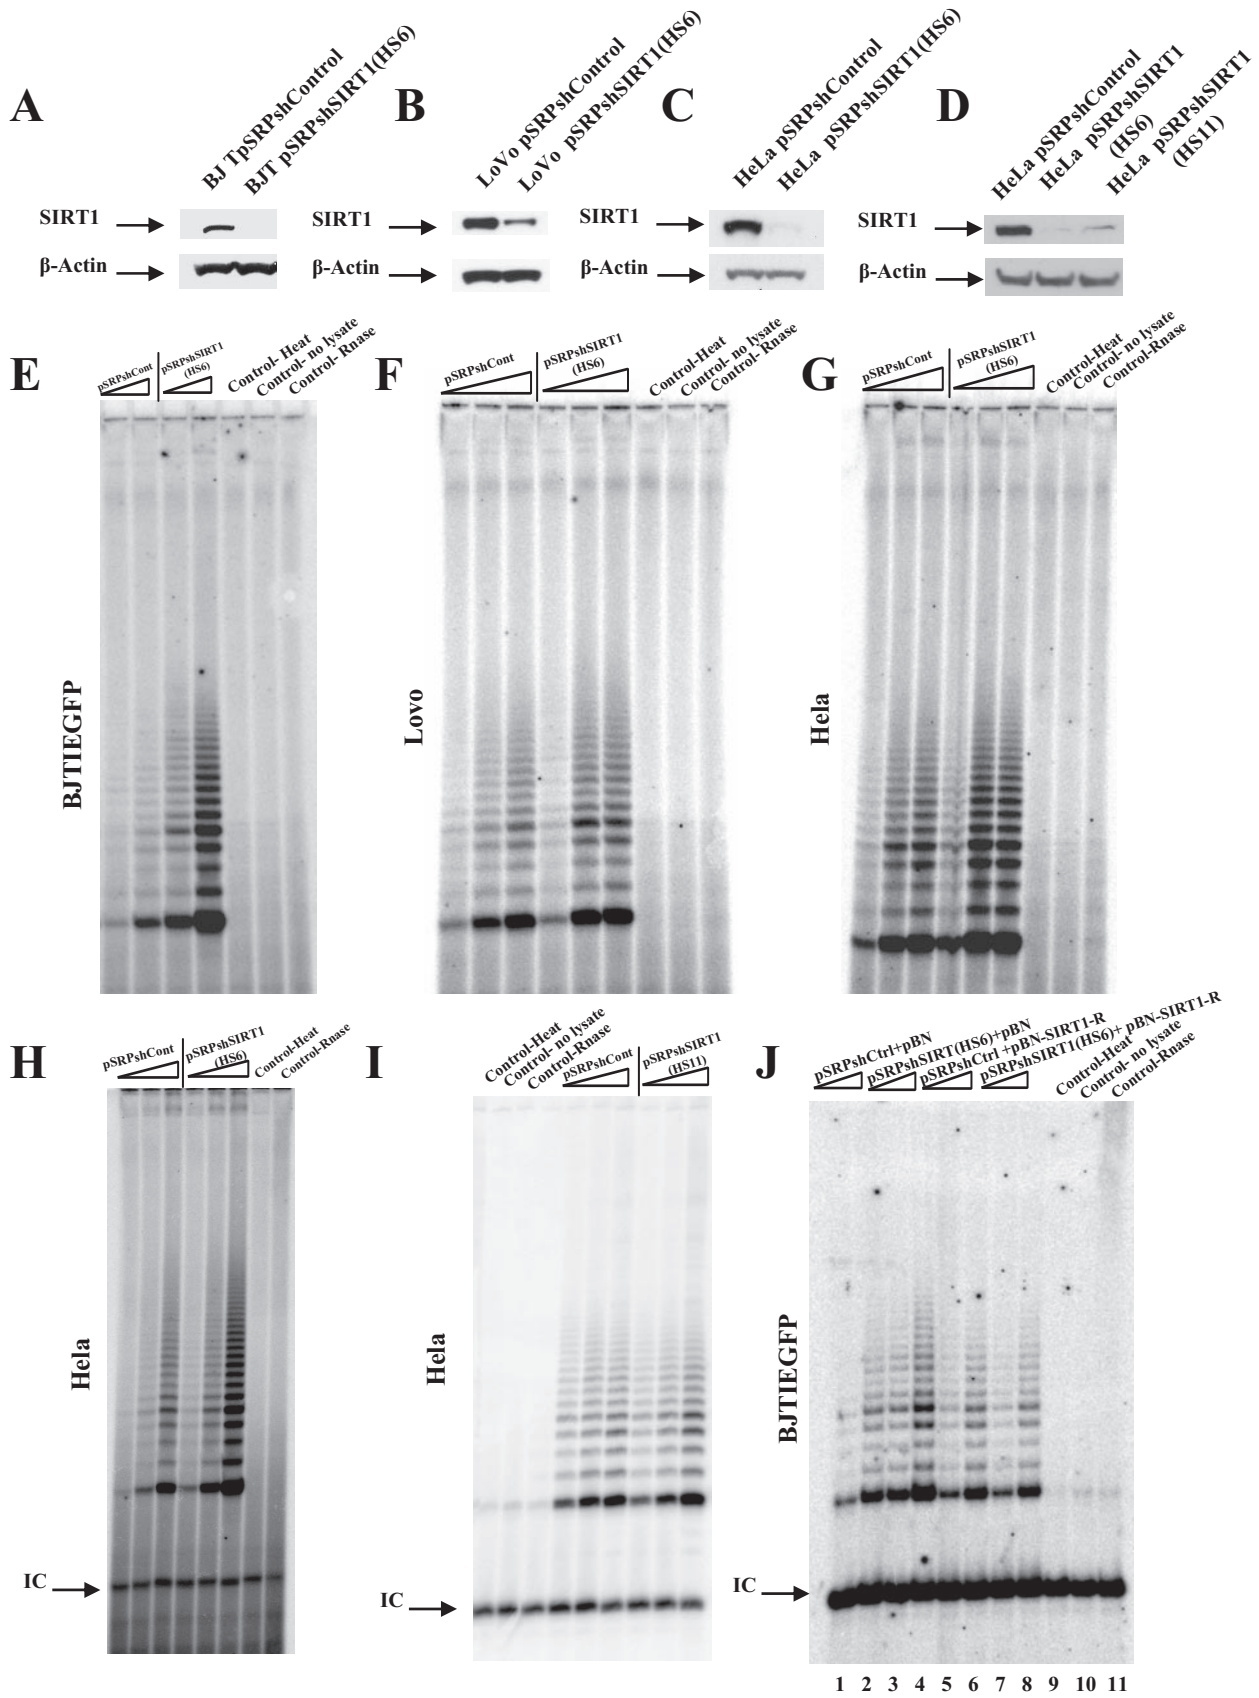 A
BJ TpSRPshControl
BJT pSRPshSIRT1(HS6)
SIRT1
β-Actin
B
LoVo pSRPshControl
LoVo pSRPshSIRT1(HS6)
SIRT1
β-Actin
C
HeLa pSRPshControl
HeLa pSRPshSIRT1(HS6)
SIRT1
β-Actin
D
HeLa pSRPshControl
HeLa pSRPshSIRT1
(HS6)
HeLa pSRPshSIRT1
(HS11)
SIRT1
β-Actin
E
pSRPshCont
pSRPshSIRT1
(HS6)
Control- Heat
Control- no lysate
Control- Rnase
BJTIEGFP
F
pSRPshCont
pSRPshSIRT1
(HS6)
Control-Heat
Control- no lysate
Control-Rnase
Lovo
G
pSRPshCont
pSRPshSIRT1
(HS6)
Control-Heat
Control- no lysate
Control-Rnase
Hela
H
pSRPshCont
pSRPshSIRT1
(HS6)
Control-Heat
Control-Rnase
Hela
IC
I
Control-Heat
Control- no lysate
Control-Rnase
pSRPshCont
pSRPshSIRT1
(HS11)
Hela
IC
J
pSRPshCtrl+pBN
pSRPshSIRT(HS6)+pBN
pSRPshCtrl +pBN-SIRT1-R
pSRPshSIRT1(HS6)+ pBN-SIRT1-R
Control-Heat
Control- no lysate
Control-Rnase
BJTIEGFP
IC
1 2 3 4 5 6 7 8 9 10 11